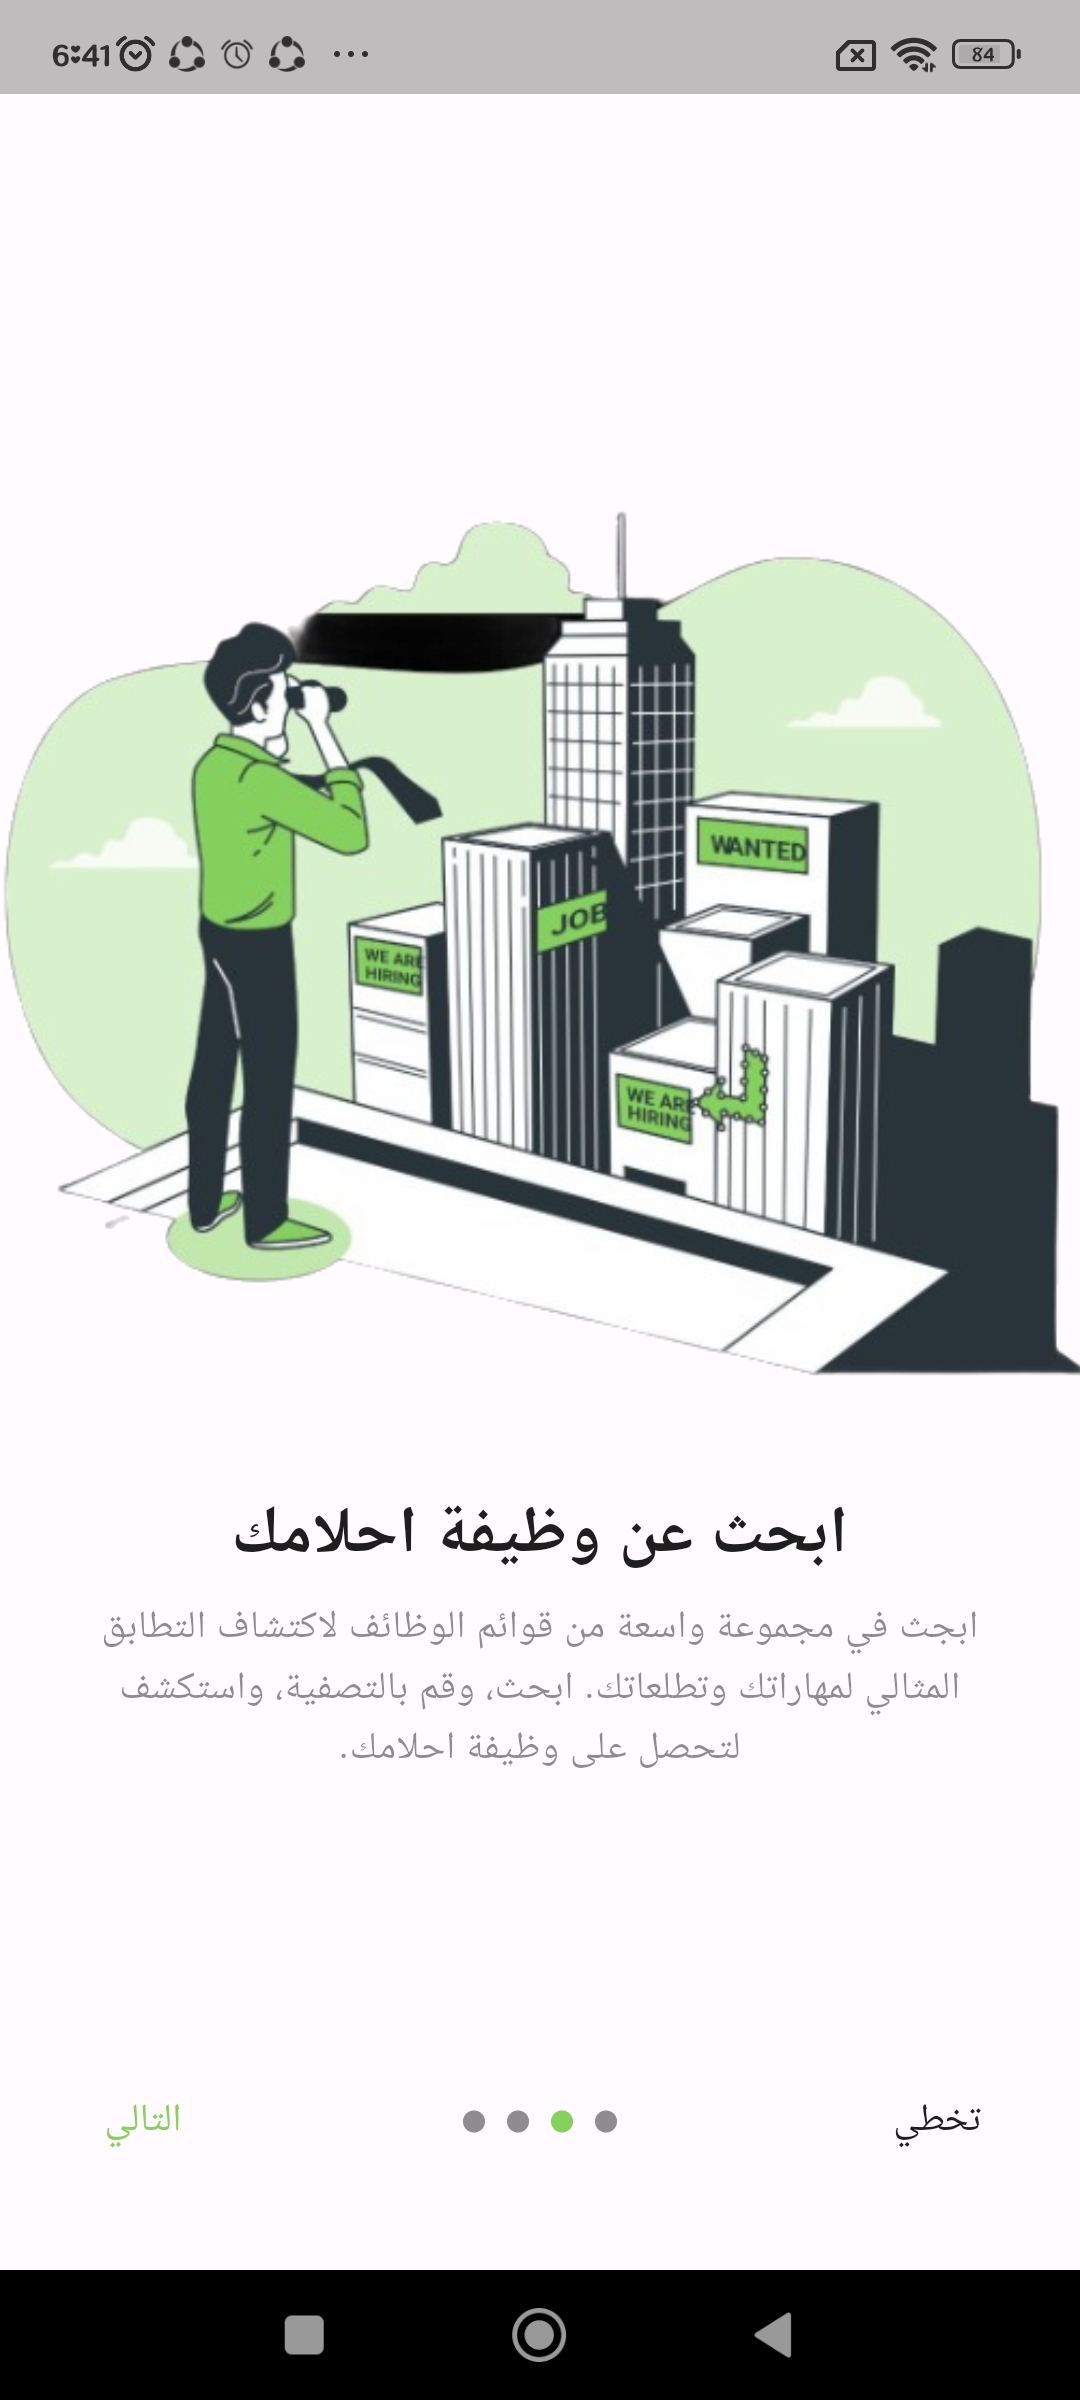 6:41
84
WANTED
JOB
WE ARE
HIRING
WE ARE
HIRING
ابحث عن وظيفة احلامك
ابجث في مجموعة واسعة من قوائم الوظائف لاكتشاف التطابق
المثالي لمهاراتك وتطلعاتك. ابحث، وقم بالتصفية، واستكشف
لتحصل على وظيفة احلامك.
تخطي
التالي